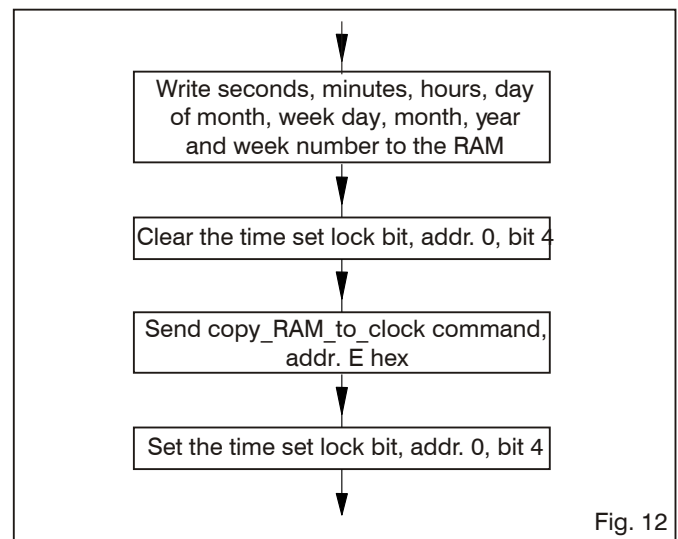 Write seconds, minutes, hours, day
of month, week day, month, year
and week number to the RAM
Clear the time set lock bit, addr. 0, bit 4
Send copy_RAM_to_clock command,
addr. E hex
Set the time set lock bit, addr. 0, bit 4
Fig. 12